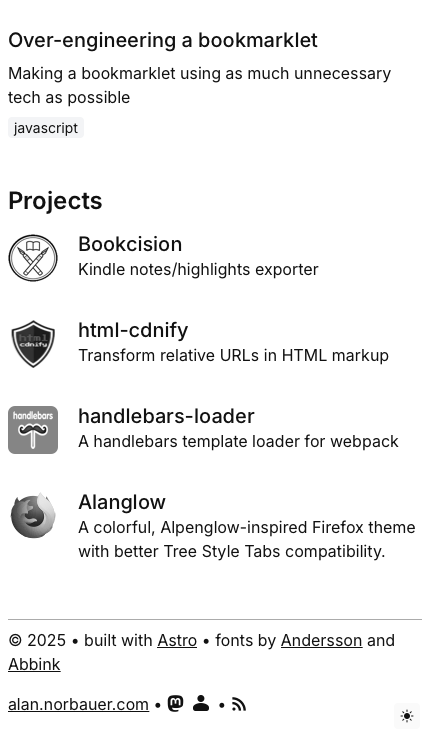 Over-engineering a bookmarklet
Making a bookmarklet using as much unnecessary
tech as possible
javascript
Projects
Bookcision
Kindle notes/highlights exporter
html
cdnify
html-cdnify
Transform relative URLs in HTML markup
handlebars
handlebars-loader
A handlebars template loader for webpack
Alanglow
A colorful, Alpenglow-inspired Firefox theme
with better Tree Style Tabs compatibility.
© 2025 • built with Astro • fonts by Andersson and
Abbink
alan.norbauer.com • •